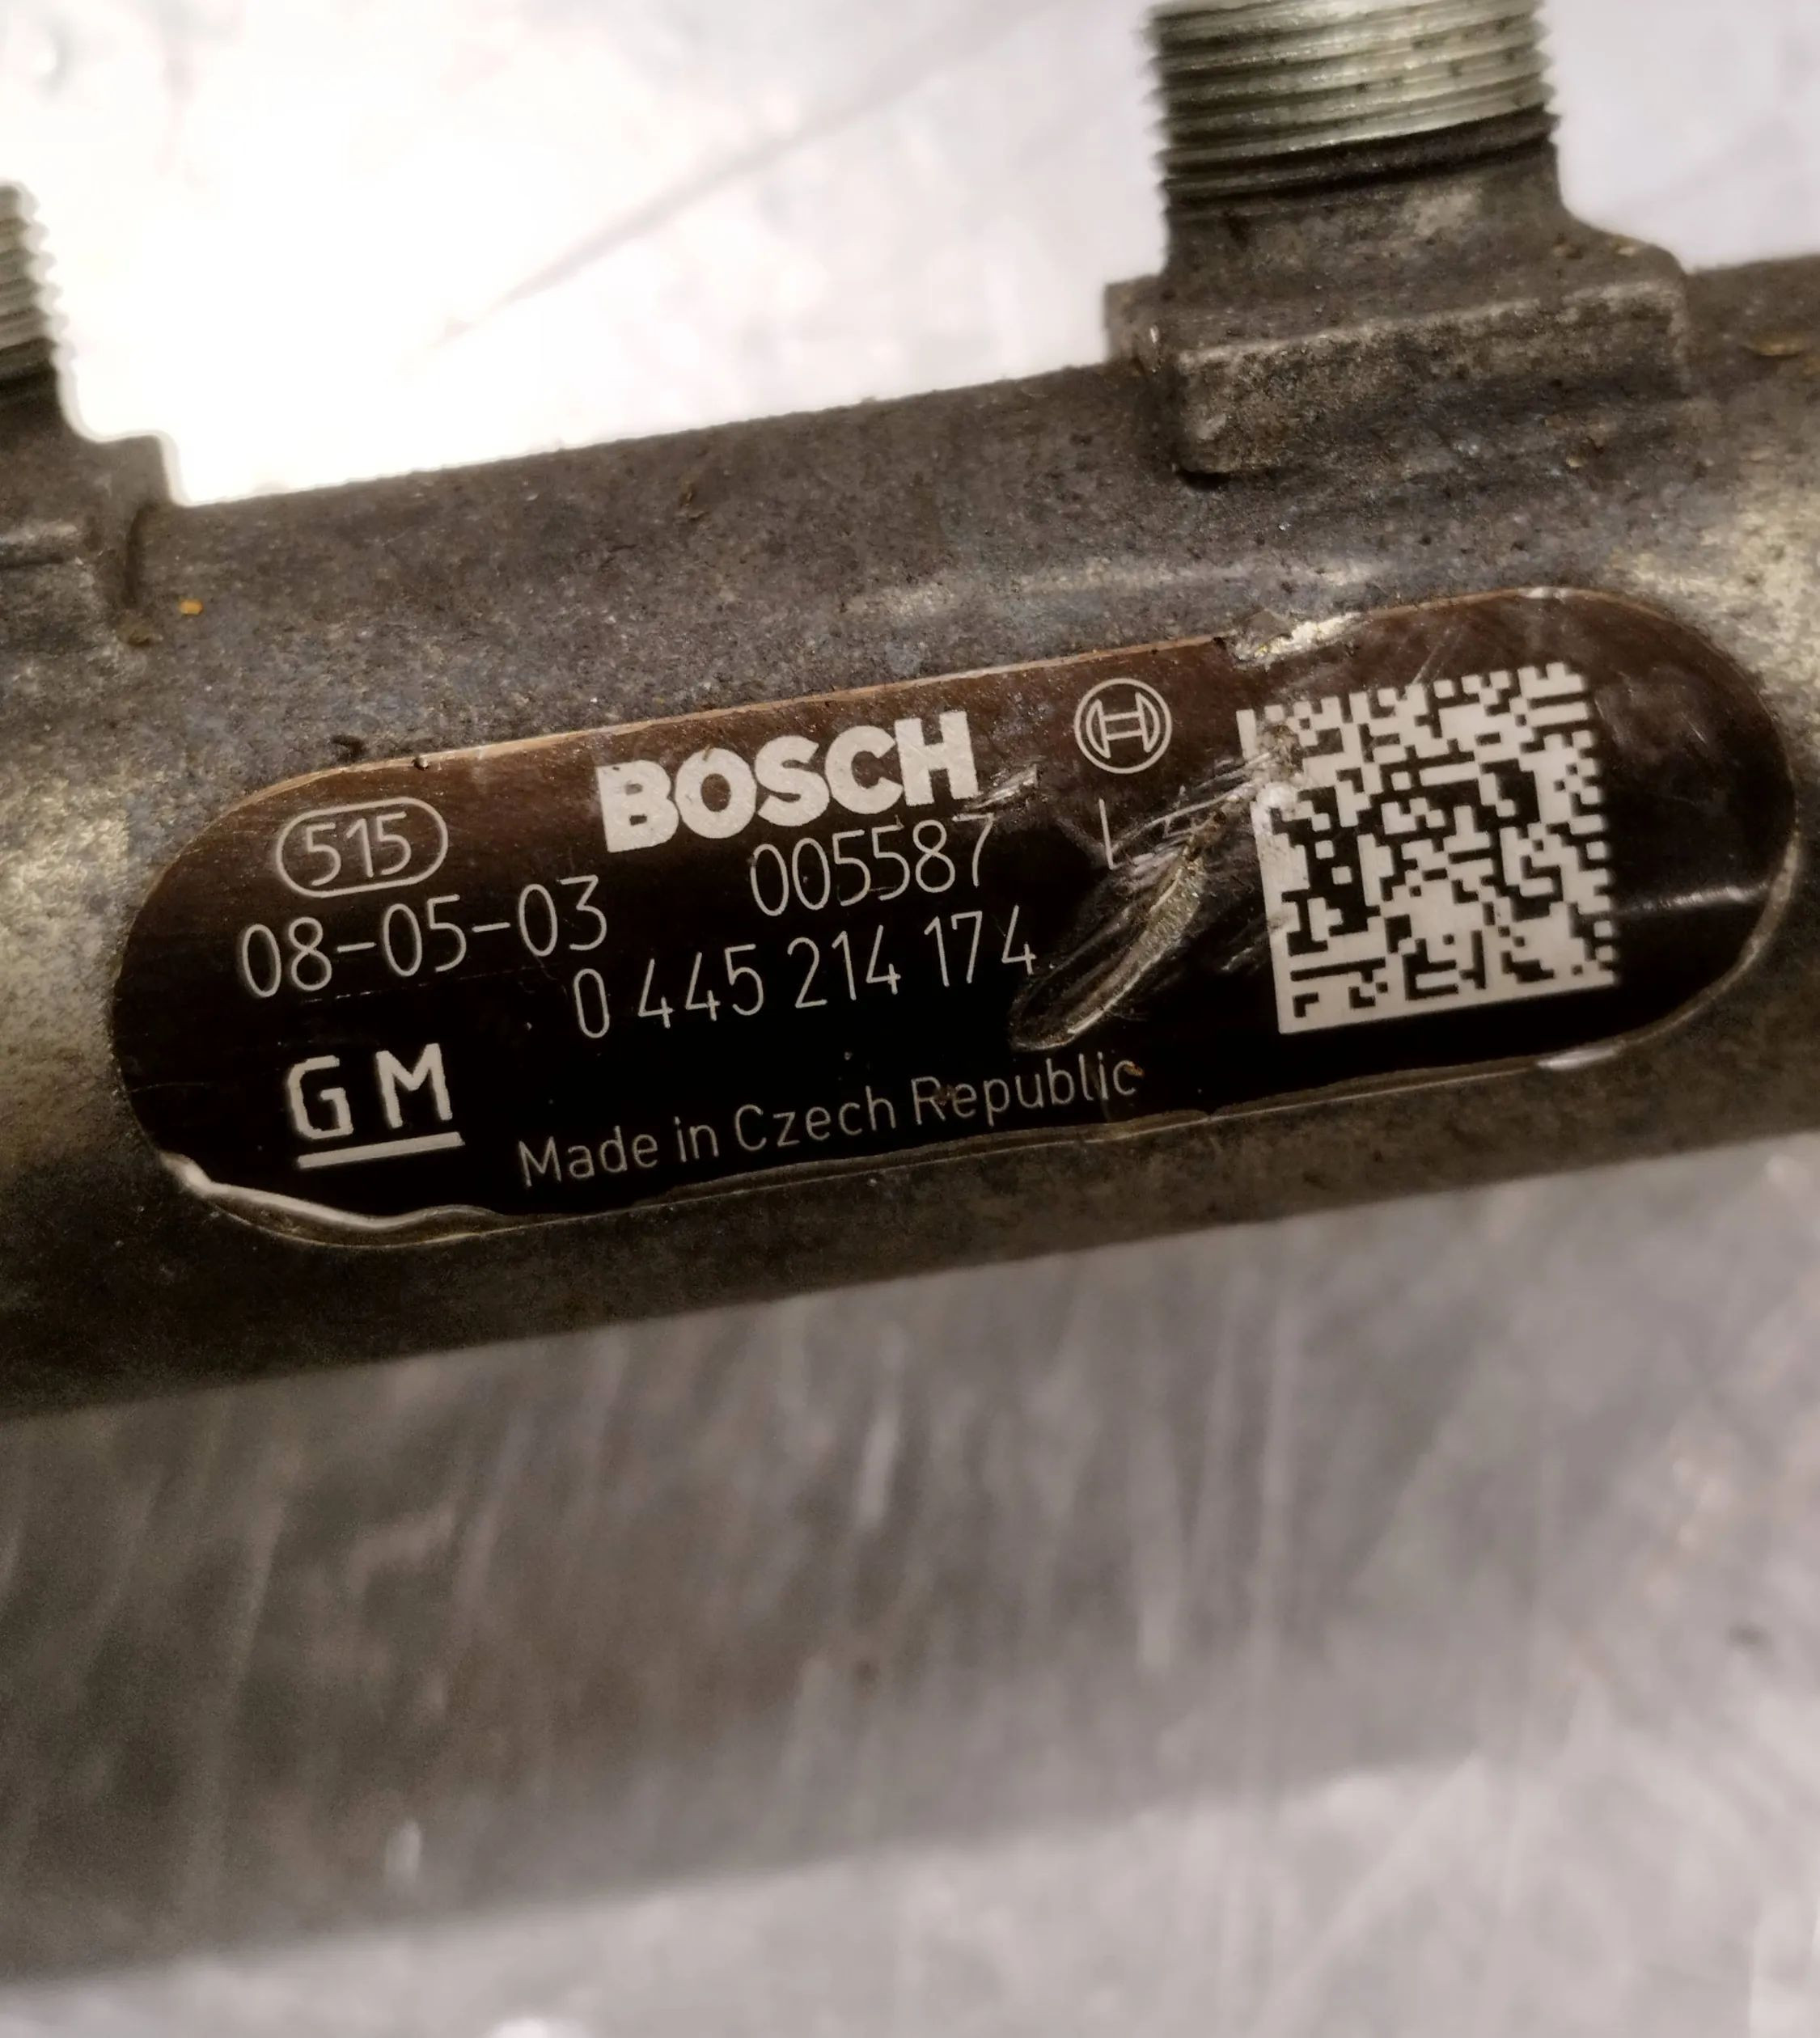 BOSCH
515
005587
08-05-03
0 445 214 174
GM
Made in Czech Republic